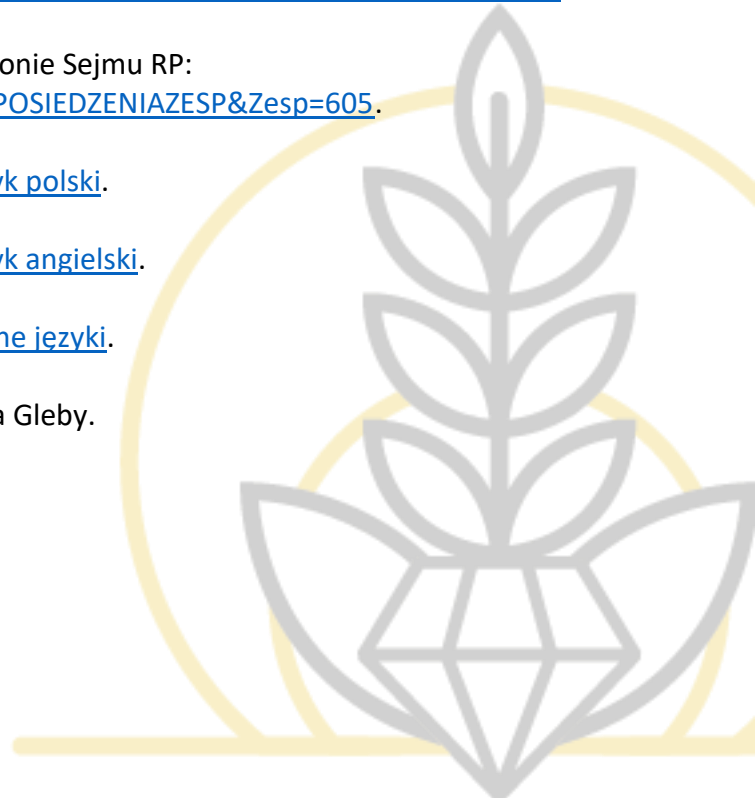 onie Sejmu RP:
POSIEDZENIAZESP&Zesp=605.
yk polski.
yk angielski.
ne języki.
a Gleby.